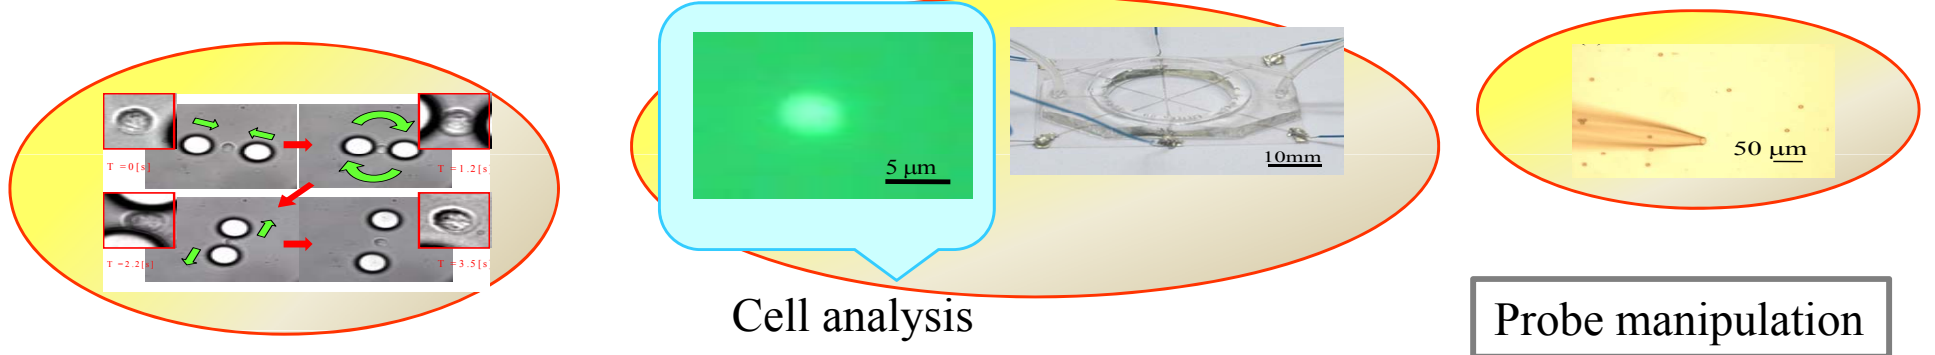 T =0[s]
T =1.2[s
T =2.2[s]
T =3.5[s
5 μm
10mm
50 μm
Cell analysis
Probe manipulation